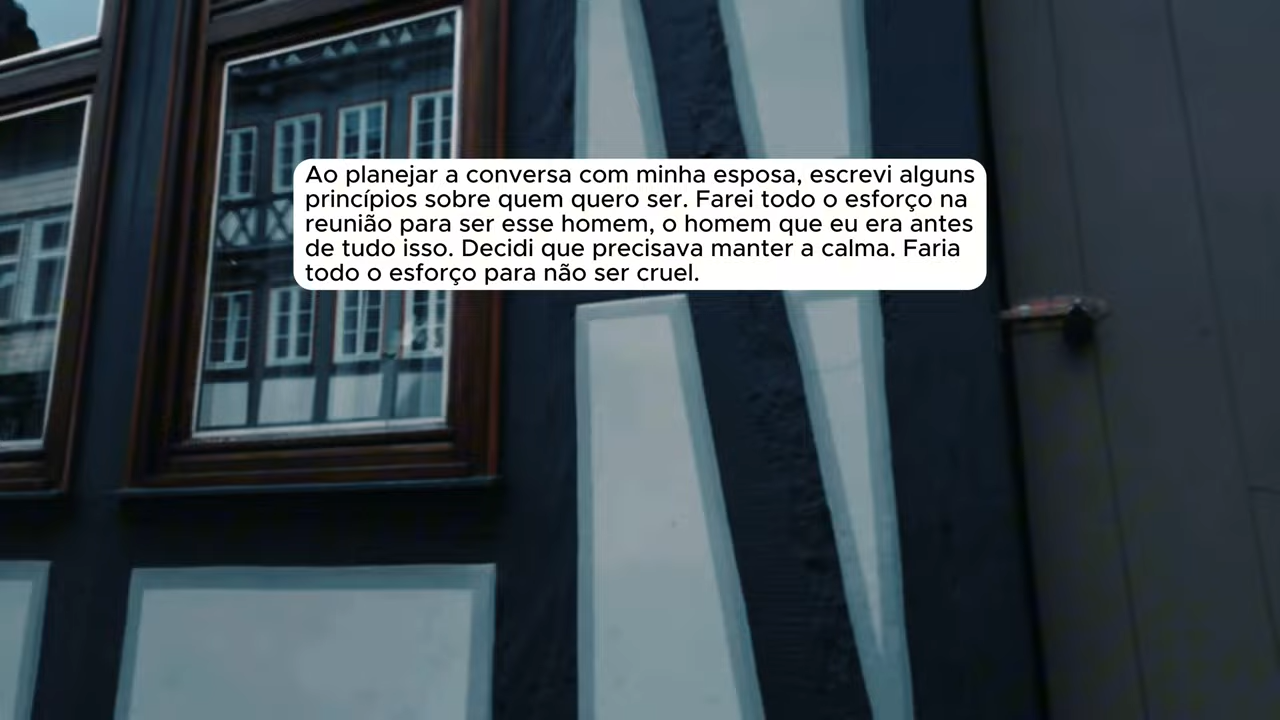 Ao planejar a conversa com minha esposa, escrevi alguns
princípios sobre quem quero ser. Farei todo o esforço na
reunião para ser esse homem, o homem que eu era antes
de tudo isso. Decidi que precisava manter a calma. Faria
todo o esforço para não ser cruel.